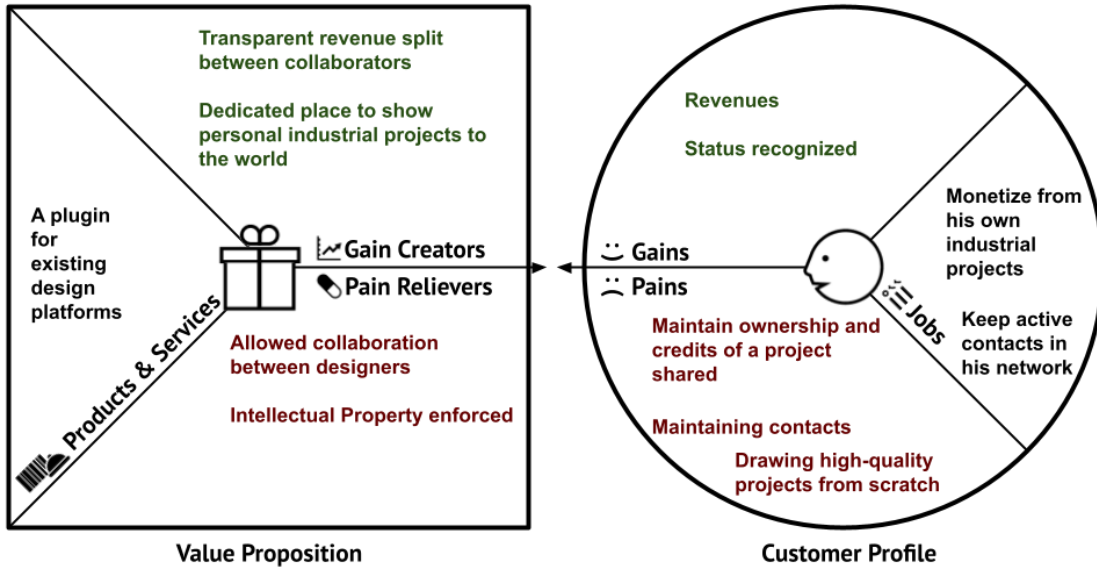 Transparent revenue split
between collaborators
Dedicated place to show
personal industrial projects to
the world
A plugin
for
existing
design
platforms
Gain Creators
Pain Relievers
Products & Services
Allowed collaboration
between designers
Intellectual Property enforced
Value Proposition
Revenues
Status recognized
Gains
Pains
Monetize from
his own
industrial
projects
Jobs
Keep active
contacts in
his network
Maintain ownership and
credits of a project
shared
Maintaining contacts
Drawing high-quality
projects from scratch
Customer Profile